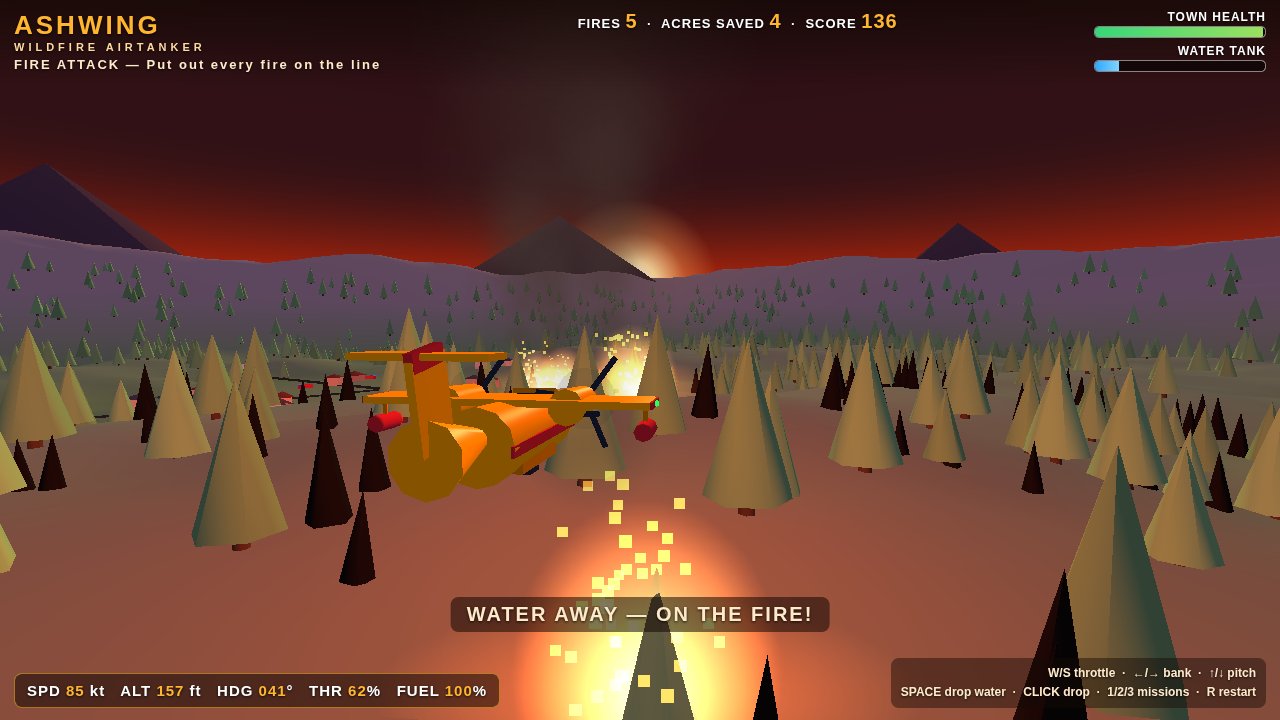 ASHWING
WILDFIRE AIRTANKER
FIRE ATTACK — Put out every fire on the line
FIRES 5 · ACRES SAVED 4 · SCORE 136
TOWN HEALTH
WATER TANK
WATER AWAY — ON THE FIRE!
SPD 85 kt ALT 157 ft HDG 041° THR 62% FUEL 100%
W/S throttle · ←/→ bank · ↑/↓ pitch
SPACE drop water · CLICK drop · 1/2/3 missions · R restart